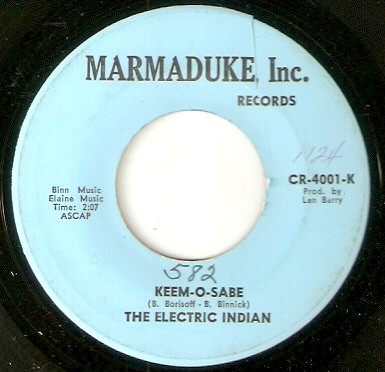 MARMADUKE, Inc.
RECORDS
1124
CR-4001-K
Prod. by
Len Barry
Binn Music
Elaine Music
Time: 2:07
ASCAP
582
KEEM-O-SABE
(B. Borisoff - B. Binnick)
THE ELECTRIC INDIAN